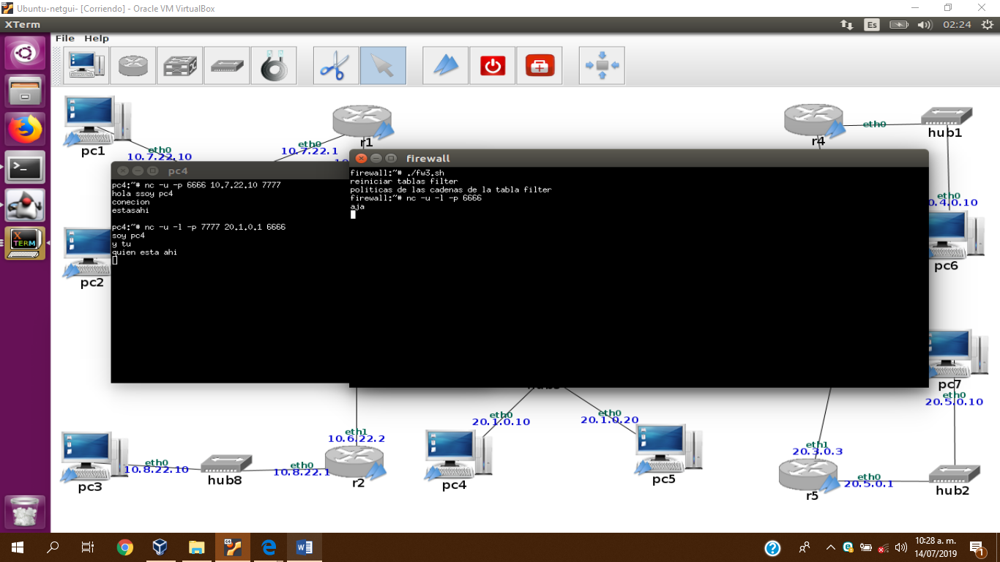 Ubuntu-netgui- [Corriendo] - Oracle VM VirtualBox
XTerm
Es
02:24
File Help
pc1
eth0
10.7.22.10
eth0
10.7.22.1
r1
r4
eth0
hub1
pc4
pc4:~# nc -u -p 6666 10.7.22.10 7777
hola ssoy pc4
conecion
estasahi
pc4:~# nc -u -l -p 7777 20.1.0.1 6666
soy pc4
y tu
quien esta ahi
firewall
firewall:~# ./fw3.sh
reiniciar tablas filter
politicas de las cadenas de la tabla filter
firewall:~# nc -u -l -p 6666
aja
XTERM
pc2
eth0
0.4.0.10
pc6
pc7
eth0
20.5.0.10
eth0
20.1.0.10
eth0
20.1.0.20
eth1
10.6.22.2
eth1
20.3.0.3
pc3
eth0
10.8.22.10
hub8
eth0
10.8.22.1
r2
pc4
pc5
r5
eth0
20.5.0.1
hub2
10:28 a. m.
14/07/2019
1